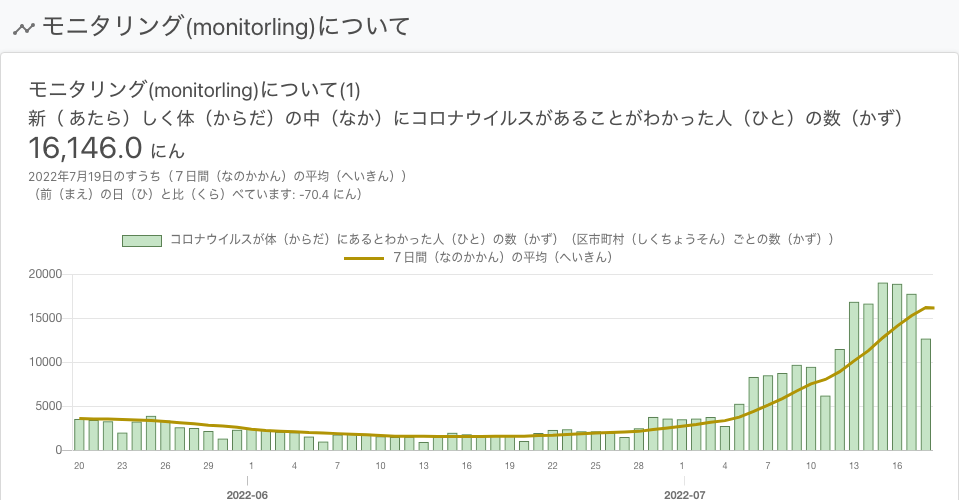 モニタリング(monitorling)について
モニタリング(monitorling)について(1)
新（ あたら）しく体（からだ）の中（なか）にコロナウイルスがあることがわかった人（ひと）の数（かず）
16,146.0 にん
2022年7月19日のすうち（７日間（なのかかん）の平均（へいきん））
（前（まえ）の日（ひ）と比（くら）べています: -70.4 にん）
コロナウイルスが体（からだ）にあるとわかった人（ひと）の数（かず）（区市町村（しくちょうそん）ごとの数（かず））
７日間（なのかかん）の平均（へいきん）
20000
15000
10000
5000
0
20 23 26 29 1 4 7 10 13 16 19 22 25 28 1 4 7 10 13 16
2022-06 2022-07